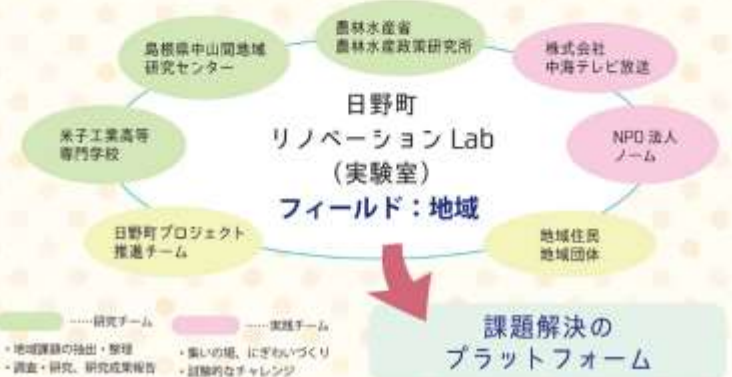 農林水産省
農林水産政策研究所
島根県中山間地域
研究センター
株式会社
中海テレビ放送
米子工業高等
専門学校
日野町
リノベーション Lab
（実験室）
フィールド：地域
NPO 法人
ノーム
日野町プロジェクト
推進チーム
地域住民
地域団体
……研究チーム
・地域課題の抽出・整理
・調査・研究、研究成果報告
……実践チーム
・集いの場、にぎわいづくり
・試験的なチャレンジ
課題解決の
プラットフォーム